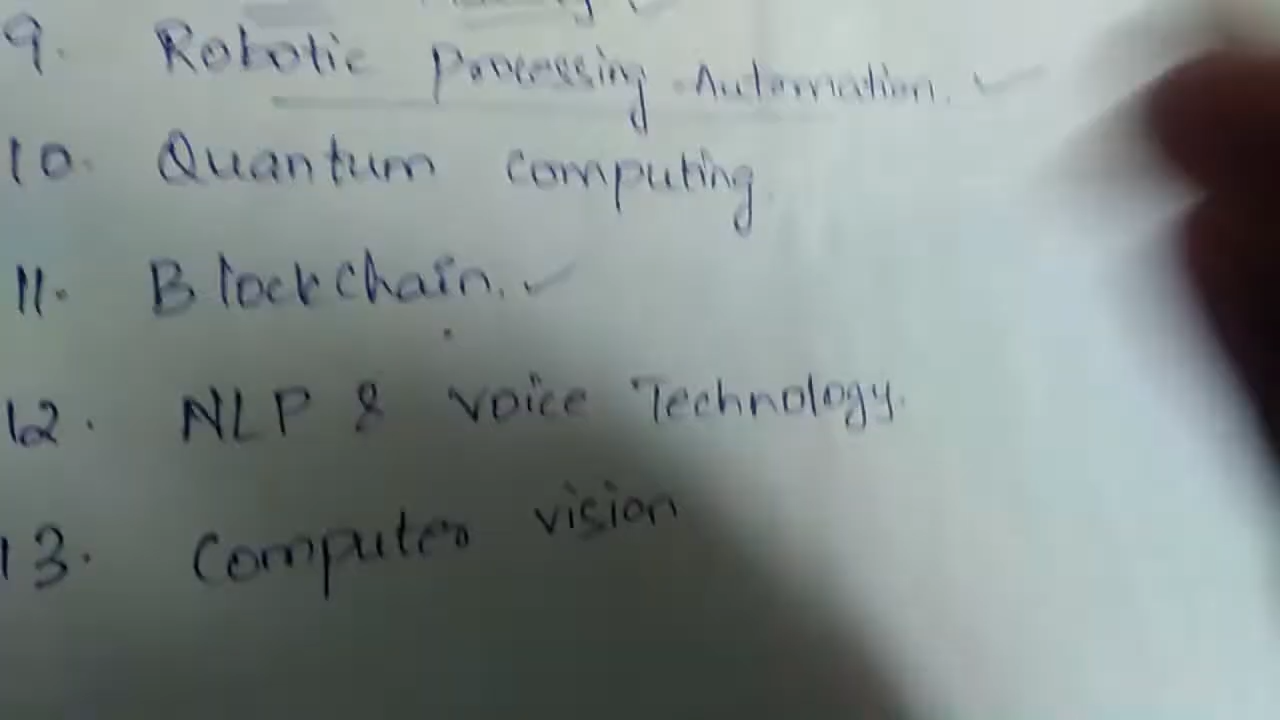 9. Robotic Processing Automation. ✓
10. Quantum computing.
11. Blockchain. ✓
12. NLP & voice Technology.
13. Computer vision